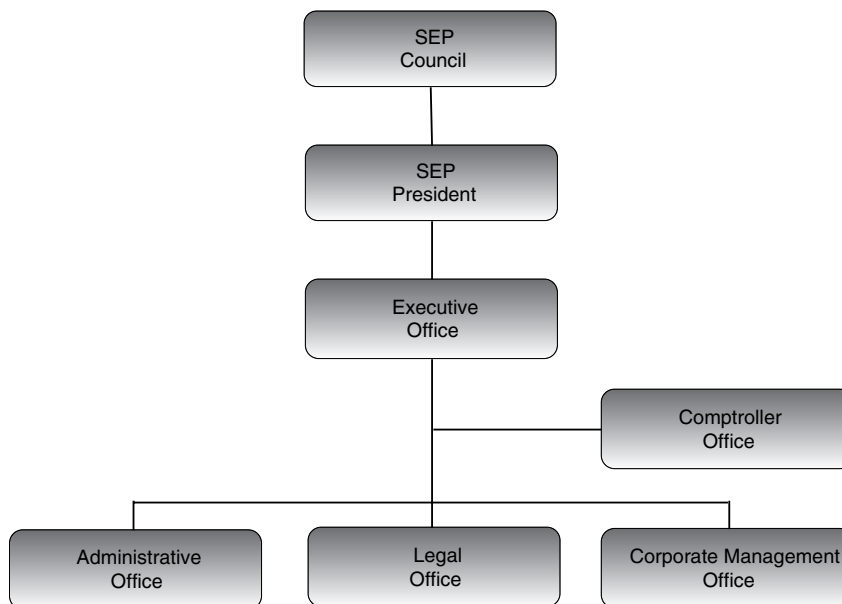 SEP
Council
SEP
President
Executive
Office
Comptroller
Office
Administrative
Office
Legal
Office
Corporate Management
Office